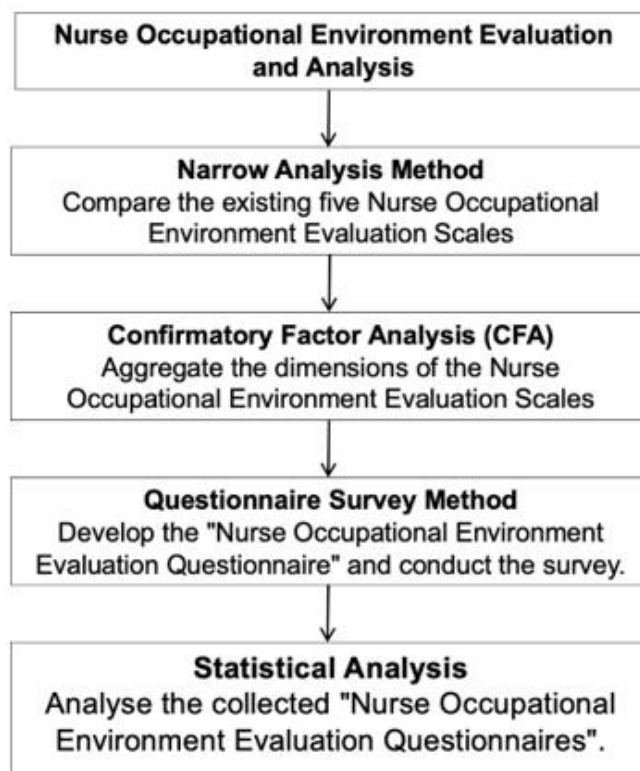 Nurse Occupational Environment Evaluation
and Analysis
Narrow Analysis Method
Compare the existing five Nurse Occupational
Environment Evaluation Scales
Confirmatory Factor Analysis (CFA)
Aggregate the dimensions of the Nurse
Occupational Environment Evaluation Scales
Questionnaire Survey Method
Develop the "Nurse Occupational Environment
Evaluation Questionnaire" and conduct the survey.
Statistical Analysis
Analyse the collected "Nurse Occupational
Environment Evaluation Questionnaires".